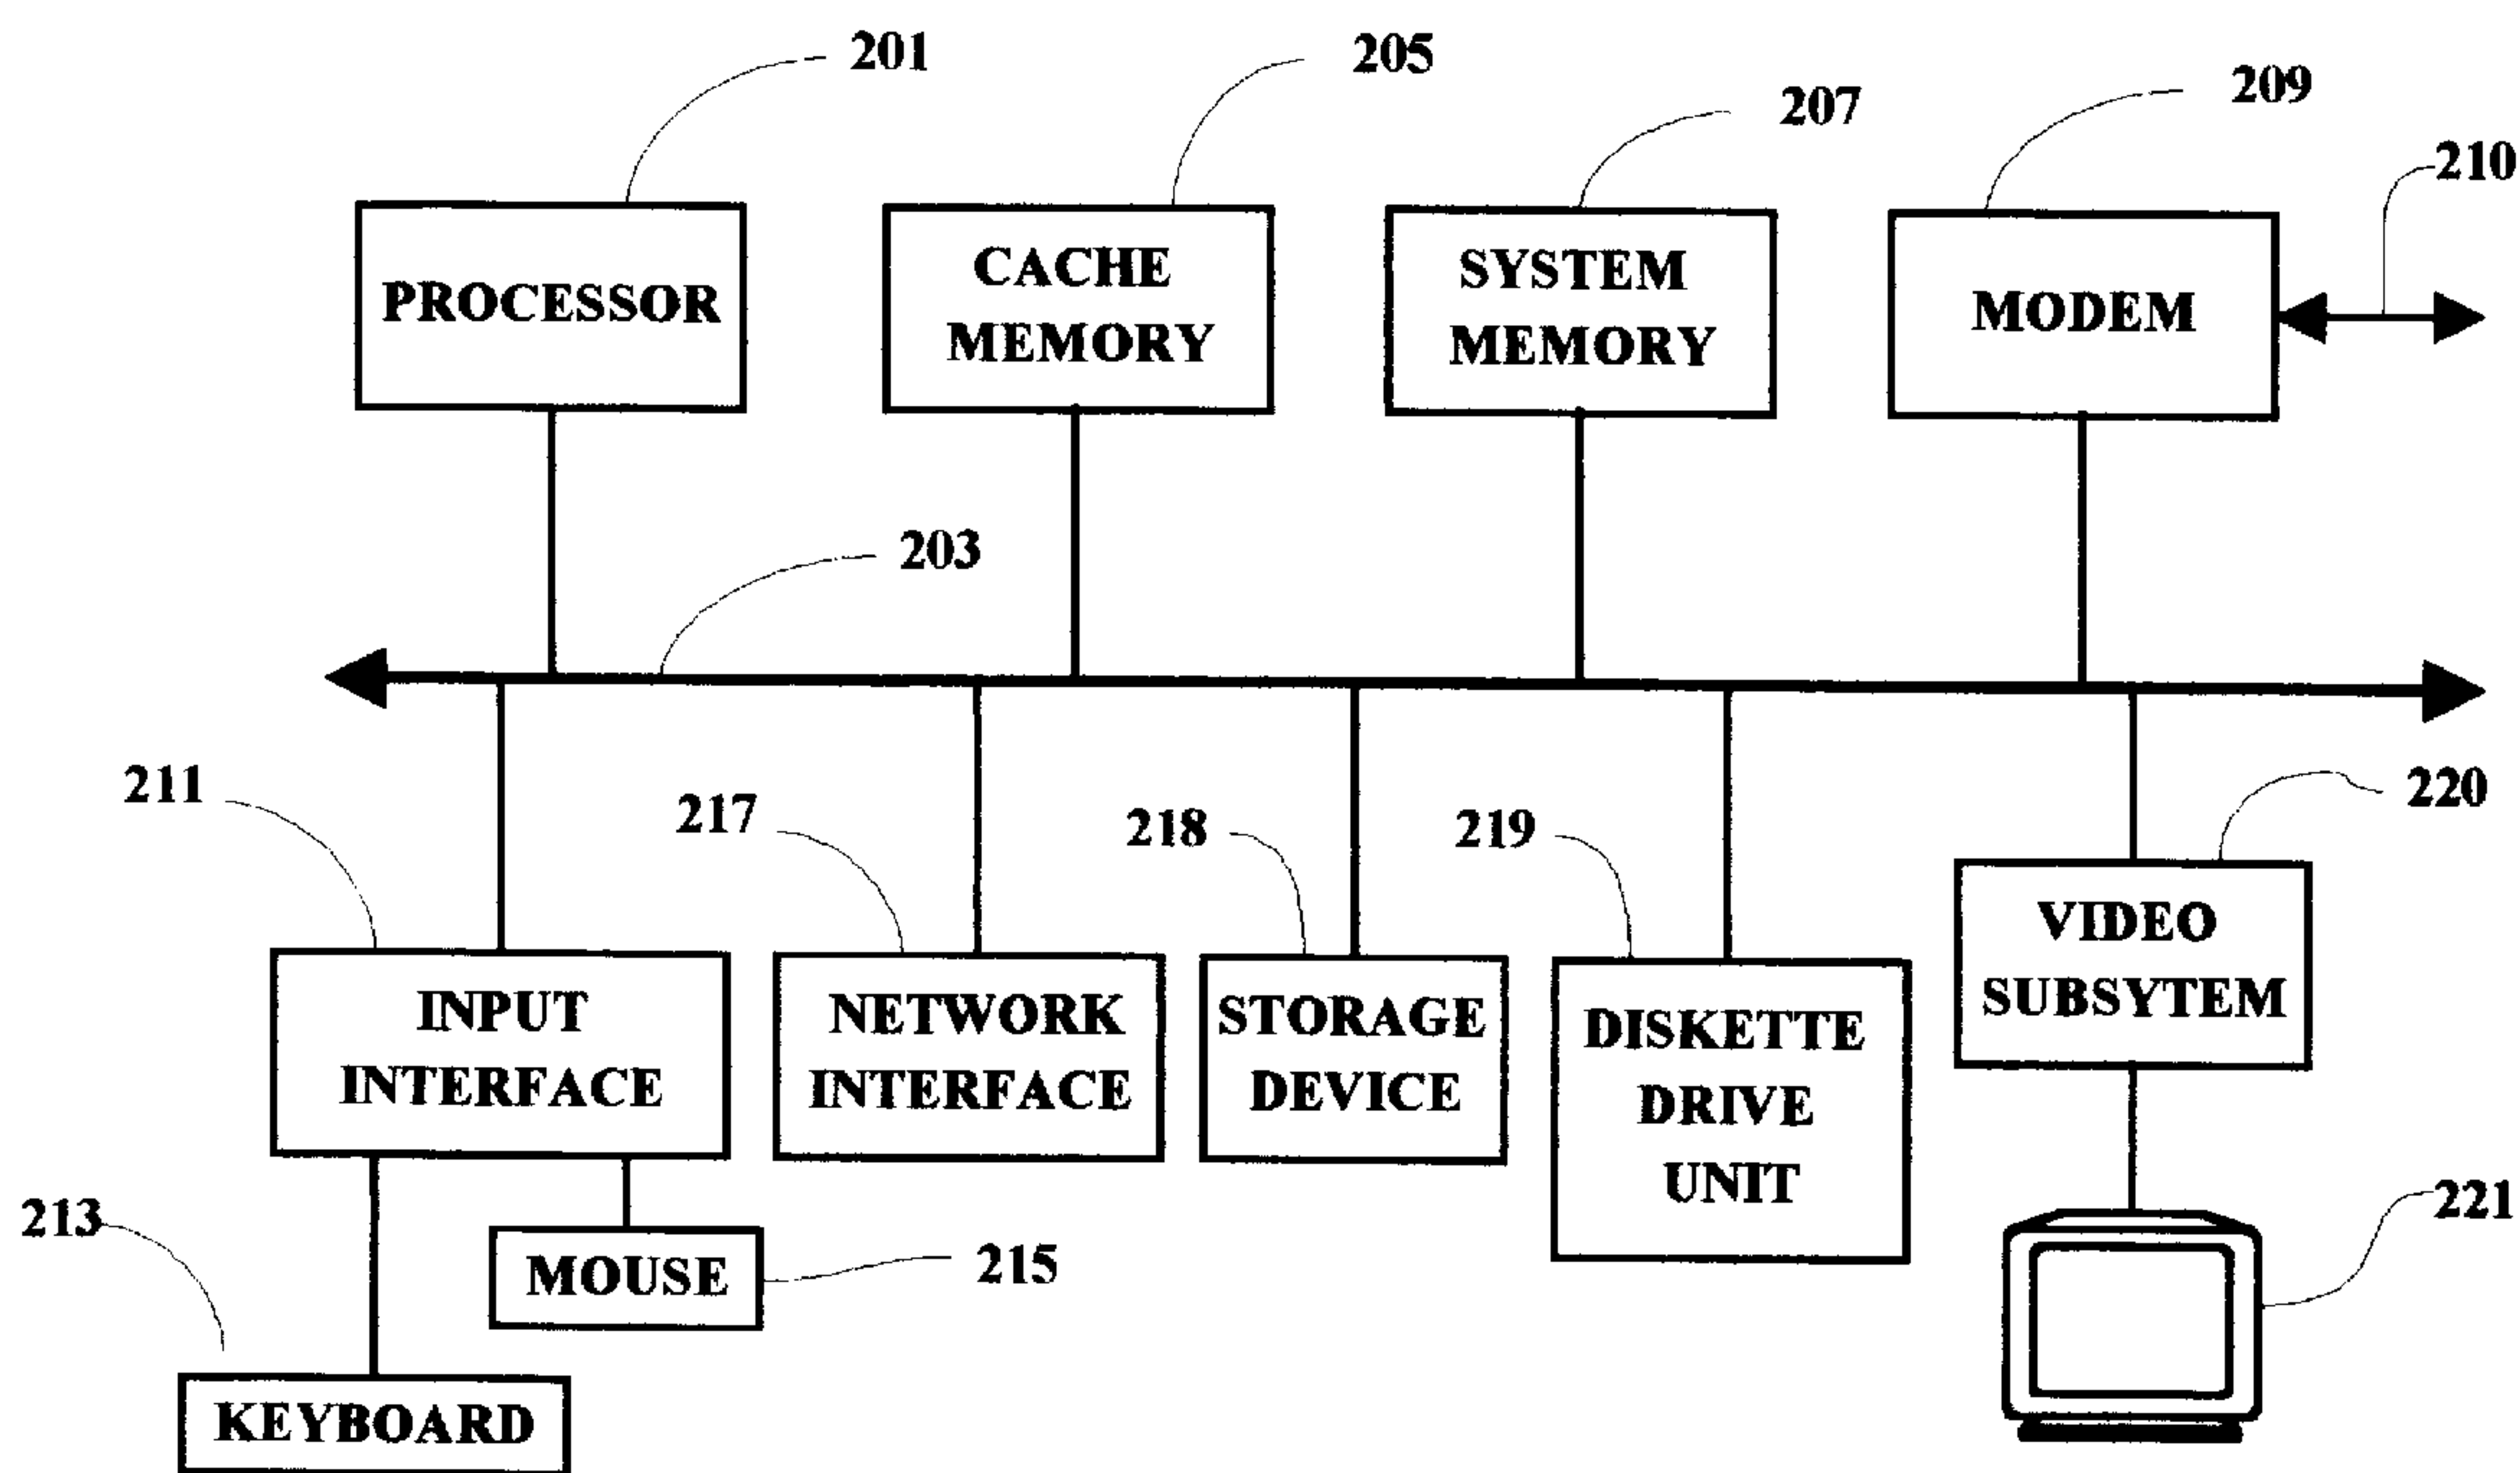 201
205
207
209
210
PROCESSOR
CACHE
MEMORY
SYSTEM
MEMORY
MODEM
203
211
217
218
219
220
INPUT
INTERFACE
NETWORK
INTERFACE
STORAGE
DEVICE
DISKETTE
DRIVE
UNIT
VIDEO
SUBSYTEM
213
MOUSE
215
221
KEYBOARD